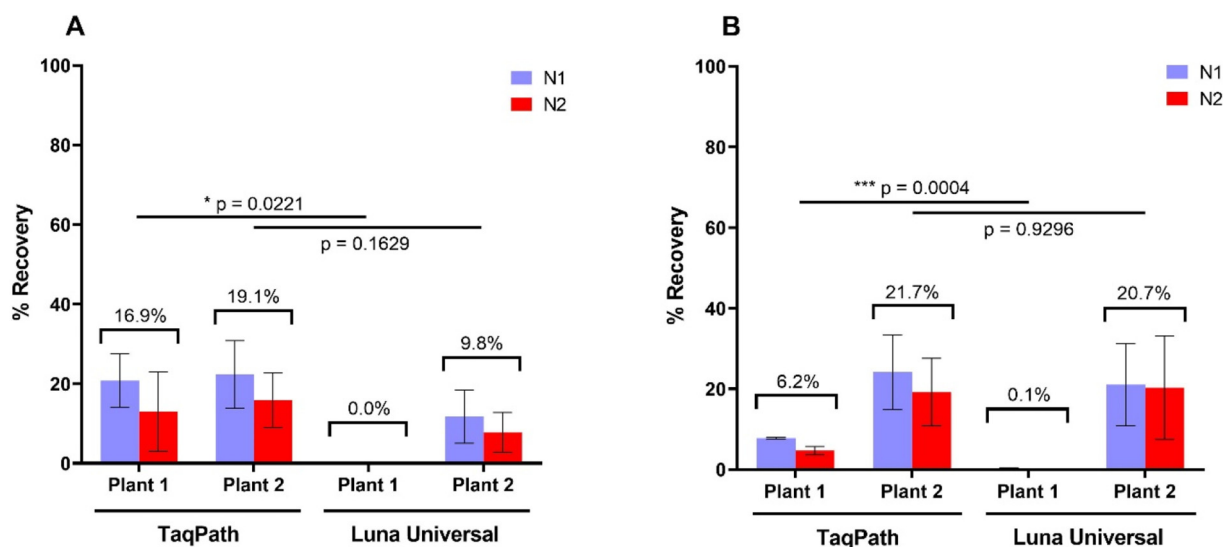 A
% Recovery
100
80
60
40
20
0
N1
N2
* p = 0.0221
p = 0.1629
16.9%
19.1%
0.0%
9.8%
Plant 1
Plant 2
Plant 1
Plant 2
TaqPath
Luna Universal
B
% Recovery
100
80
60
40
20
0
N1
N2
*** p = 0.0004
p = 0.9296
6.2%
21.7%
0.1%
20.7%
Plant 1
Plant 2
Plant 1
Plant 2
TaqPath
Luna Universal